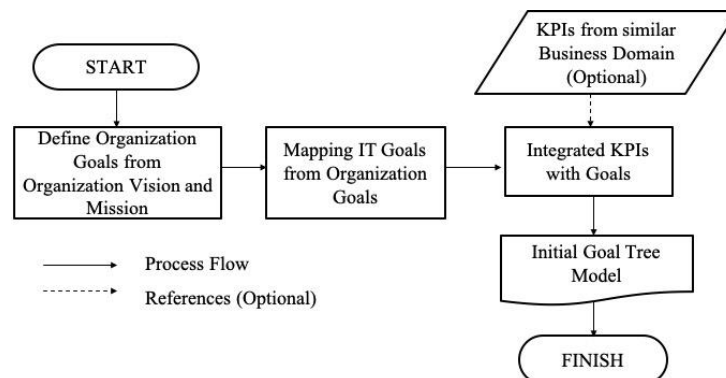 START
KPIs from similar
Business Domain
(Optional)
Define Organization
Goals from
Organization Vision and
Mission
Mapping IT Goals
from Organization
Goals
Integrated KPIs
with Goals
Initial Goal Tree
Model
Process Flow
References (Optional)
FINISH